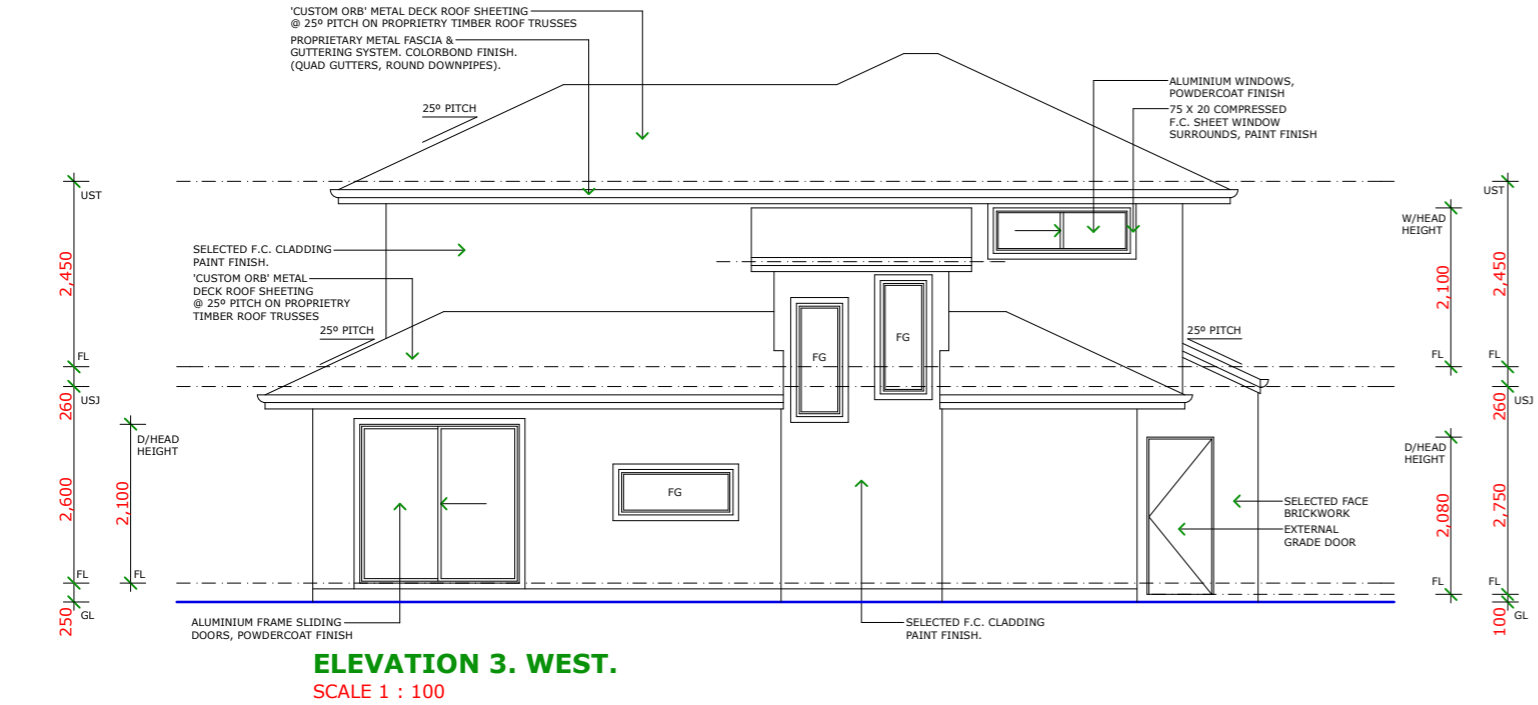 'CUSTOM ORB' METAL DECK ROOF SHEETING
@ 25º PITCH ON PROPRIETRY TIMBER ROOF TRUSSES
PROPRIETARY METAL FASCIA &
GUTTERING SYSTEM. COLORBOND FINISH.
(QUAD GUTTERS, ROUND DOWNPIPES).
25º PITCH
ALUMINIUM WINDOWS,
POWDERCOAT FINISH
75 X 20 COMPRESSED
F.C. SHEET WINDOW
SURROUNDS, PAINT FINISH
UST
2,450
FL
260
USJ
2,600
FL
250
GL
D/HEAD
HEIGHT
2,100
FL
SELECTED F.C. CLADDING
PAINT FINISH.
'CUSTOM ORB' METAL
DECK ROOF SHEETING
@ 25º PITCH ON PROPRIETRY
TIMBER ROOF TRUSSES
25º PITCH
FG
FG
FG
25º PITCH
W/HEAD
HEIGHT
2,100
FL
D/HEAD
HEIGHT
2,080
FL
UST
2,450
FL
260
USJ
2,750
FL
100
GL
SELECTED FACE
BRICKWORK
EXTERNAL
GRADE DOOR
ALUMINIUM FRAME SLIDING
DOORS, POWDERCOAT FINISH
SELECTED F.C. CLADDING
PAINT FINISH.
ELEVATION 3. WEST.
SCALE 1 : 100